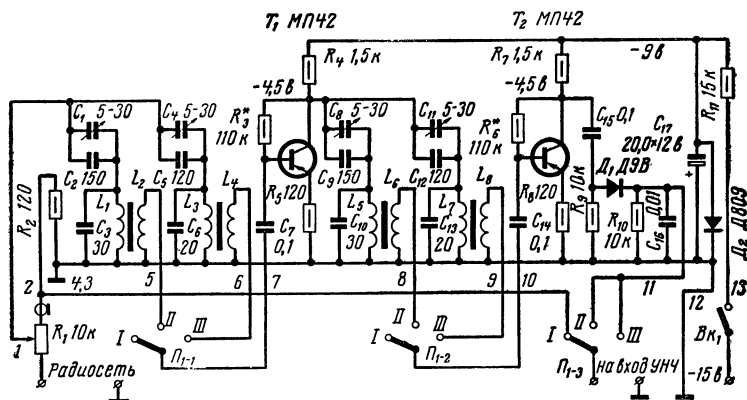 T₁ МП42
T₂ МП42
R₄ 1,5к
R₇ 1,5к
-9в
R₁₁ 15к
-4,5в
-4,5в
C₁ 5-30
C₄ 5-30
R₃* 110к
C₈ 5-30
C₁₁ 5-30
R₆* 110к
C₁₅ 0,1
C₁₇ 20,0×12в
+
C₂ 150
C₅ 120
C₉ 150
C₁₂ 120
R₂ 120
L₁
L₂
L₃
L₄
R₅ 120
L₅
L₆
L₇
L₈
R₈ 120
R₉ 10к
Д₁ Д9В
R₁₀ 10к
C₁₆ 0,01
Д₂ Д809
C₃ 30
C₆ 20
C₇ 0,1
C₁₀ 30
C₁₃ 20
C₁₄ 0,1
2
4,3
5
6
7
8
9
10
11
12
13
1
R₁ 10к
I
II
III
П₁₋₁
I
II
III
П₁₋₂
I
II
III
П₁₋₃
Вк₁
Радиосеть
на вход УНЧ
-15в